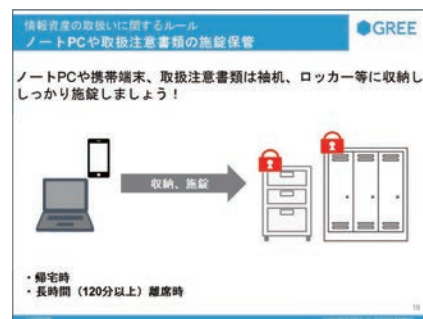 情報資産の取扱いに関するルール
ノートPCや取扱注意書類の施錠保管
GREE
ノートPCや携帯端末、取扱注意書類は袖机、ロッカー等に収納し
しっかり施錠しましょう！
収納、施錠
・帰宅時
・長時間（120分以上）離席時